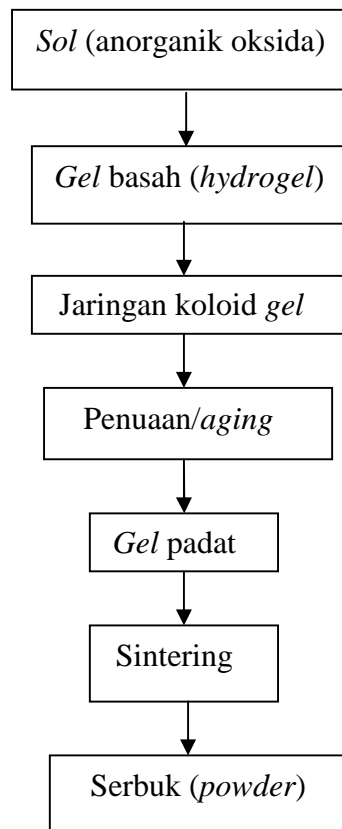 Sol (anorganik oksida)
Gel basah (hydrogel)
Jaringan koloid gel
Penuaan/aging
Gel padat
Sintering
Serbuk (powder)